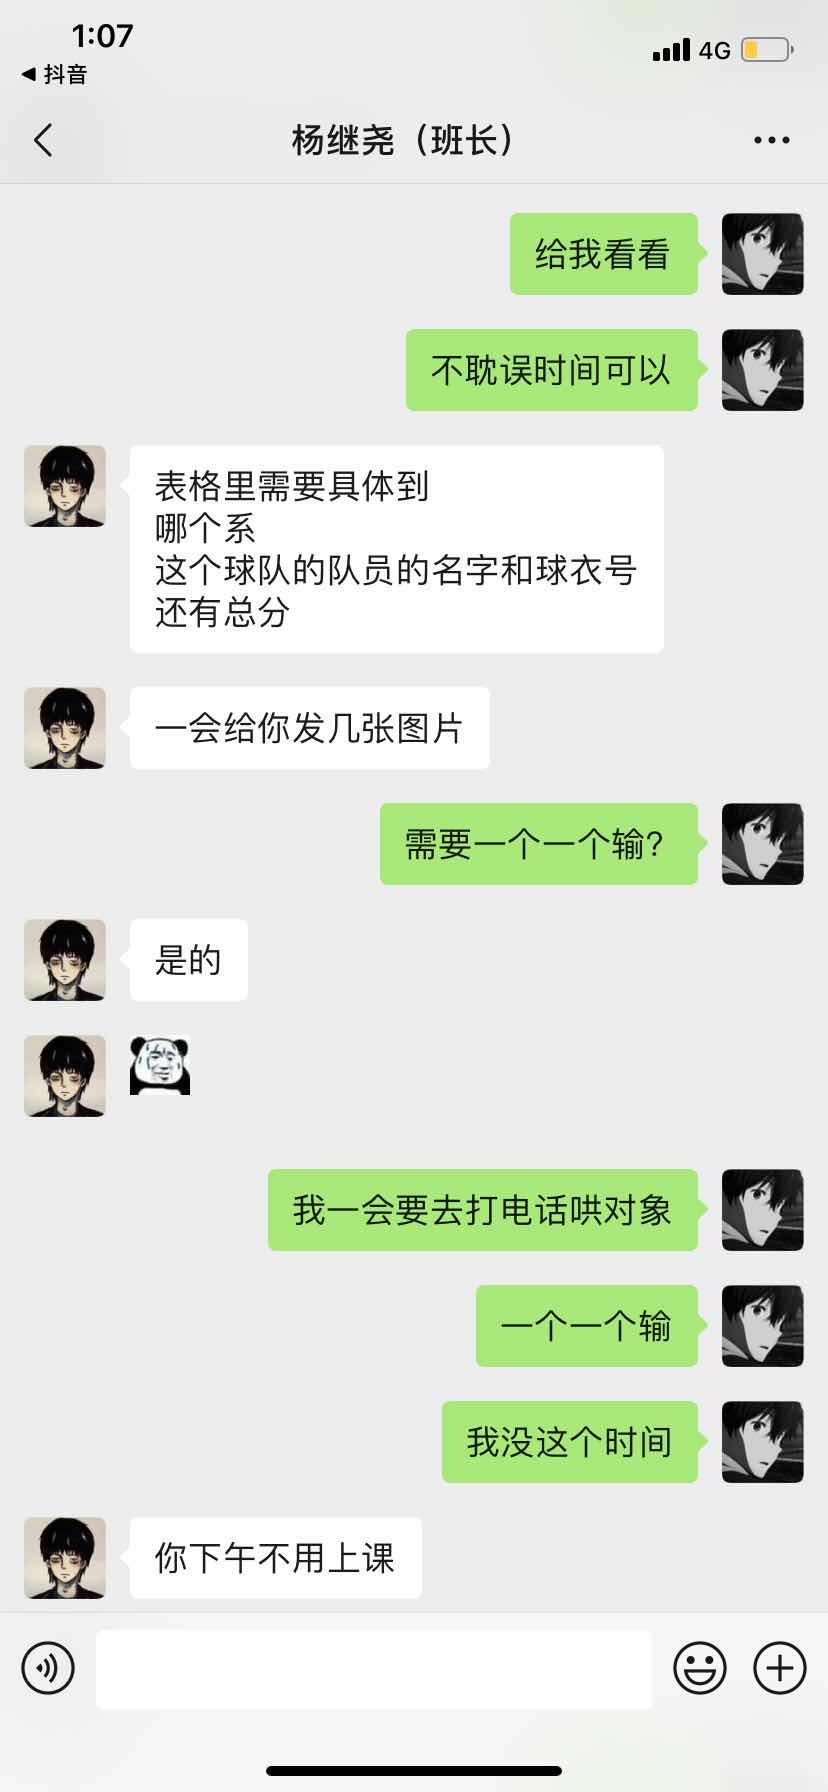 1:07
4G
抖音
杨继尧（班长）
给我看看
不耽误时间可以
表格里需要具体到
哪个系
这个球队的队员的名字和球衣号
还有总分
一会给你发几张图片
需要一个一个输?
是的
我一会要去打电话哄对象
一个一个输
我没这个时间
你下午不用上课